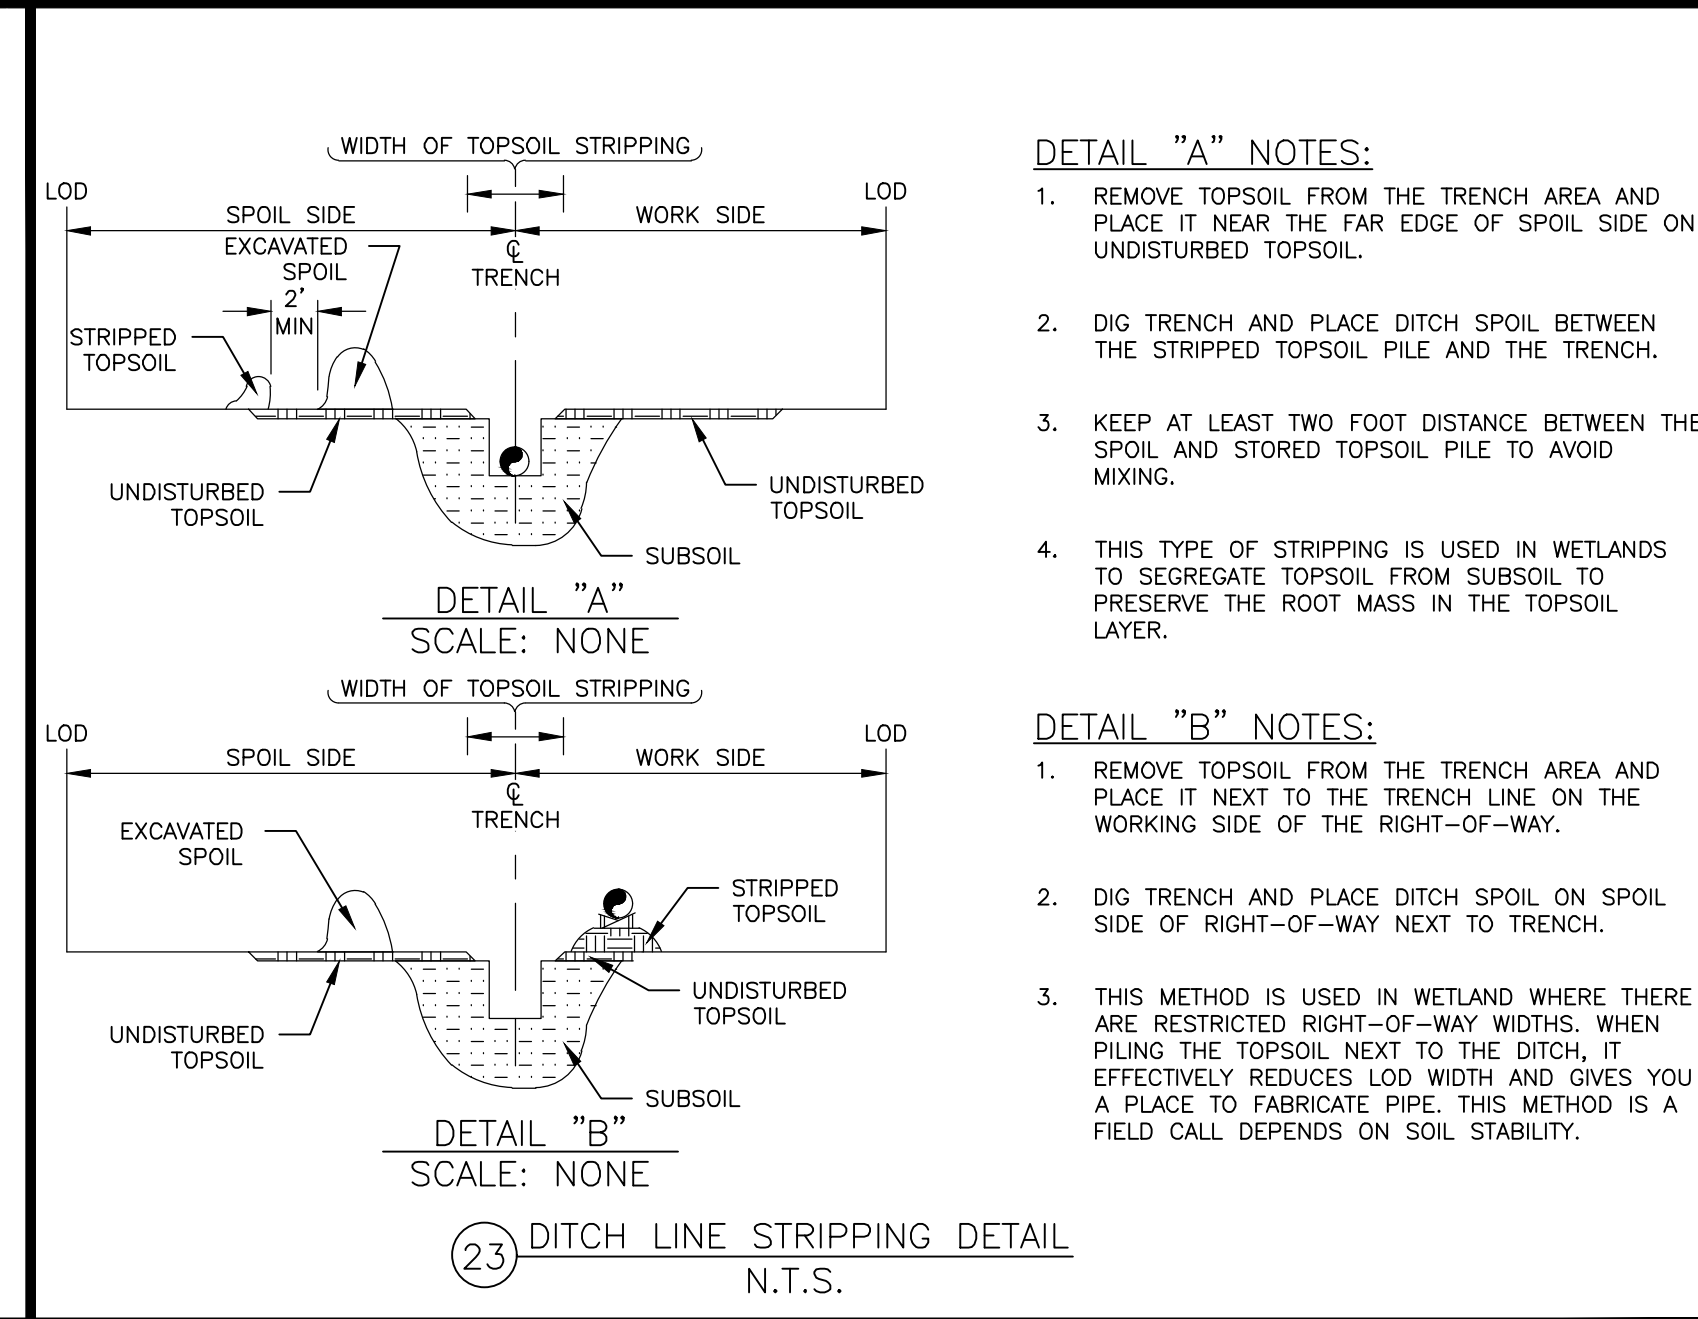 WIDTH OF TOPSOIL STRIPPING
LOD
LOD
SPOIL SIDE
WORK SIDE
EXCAVATED
SPOIL
℄
TRENCH
2'
MIN
STRIPPED
TOPSOIL
UNDISTURBED
TOPSOIL
UNDISTURBED
TOPSOIL
SUBSOIL
DETAIL "A"
SCALE: NONE
WIDTH OF TOPSOIL STRIPPING
LOD
LOD
SPOIL SIDE
WORK SIDE
℄
TRENCH
EXCAVATED
SPOIL
STRIPPED
TOPSOIL
UNDISTURBED
TOPSOIL
UNDISTURBED
TOPSOIL
SUBSOIL
DETAIL "B"
SCALE: NONE
23 DITCH LINE STRIPPING DETAIL
N.T.S.
DETAIL "A" NOTES:
1. REMOVE TOPSOIL FROM THE TRENCH AREA AND
PLACE IT NEAR THE FAR EDGE OF SPOIL SIDE ON
UNDISTURBED TOPSOIL.
2. DIG TRENCH AND PLACE DITCH SPOIL BETWEEN
THE STRIPPED TOPSOIL PILE AND THE TRENCH.
3. KEEP AT LEAST TWO FOOT DISTANCE BETWEEN THE
SPOIL AND STORED TOPSOIL PILE TO AVOID
MIXING.
4. THIS TYPE OF STRIPPING IS USED IN WETLANDS
TO SEGREGATE TOPSOIL FROM SUBSOIL TO
PRESERVE THE ROOT MASS IN THE TOPSOIL
LAYER.
DETAIL "B" NOTES:
1. REMOVE TOPSOIL FROM THE TRENCH AREA AND
PLACE IT NEXT TO THE TRENCH LINE ON THE
WORKING SIDE OF THE RIGHT-OF-WAY.
2. DIG TRENCH AND PLACE DITCH SPOIL ON SPOIL
SIDE OF RIGHT-OF-WAY NEXT TO TRENCH.
3. THIS METHOD IS USED IN WETLAND WHERE THERE
ARE RESTRICTED RIGHT-OF-WAY WIDTHS. WHEN
PILING THE TOPSOIL NEXT TO THE DITCH, IT
EFFECTIVELY REDUCES LOD WIDTH AND GIVES YOU
A PLACE TO FABRICATE PIPE. THIS METHOD IS A
FIELD CALL DEPENDS ON SOIL STABILITY.